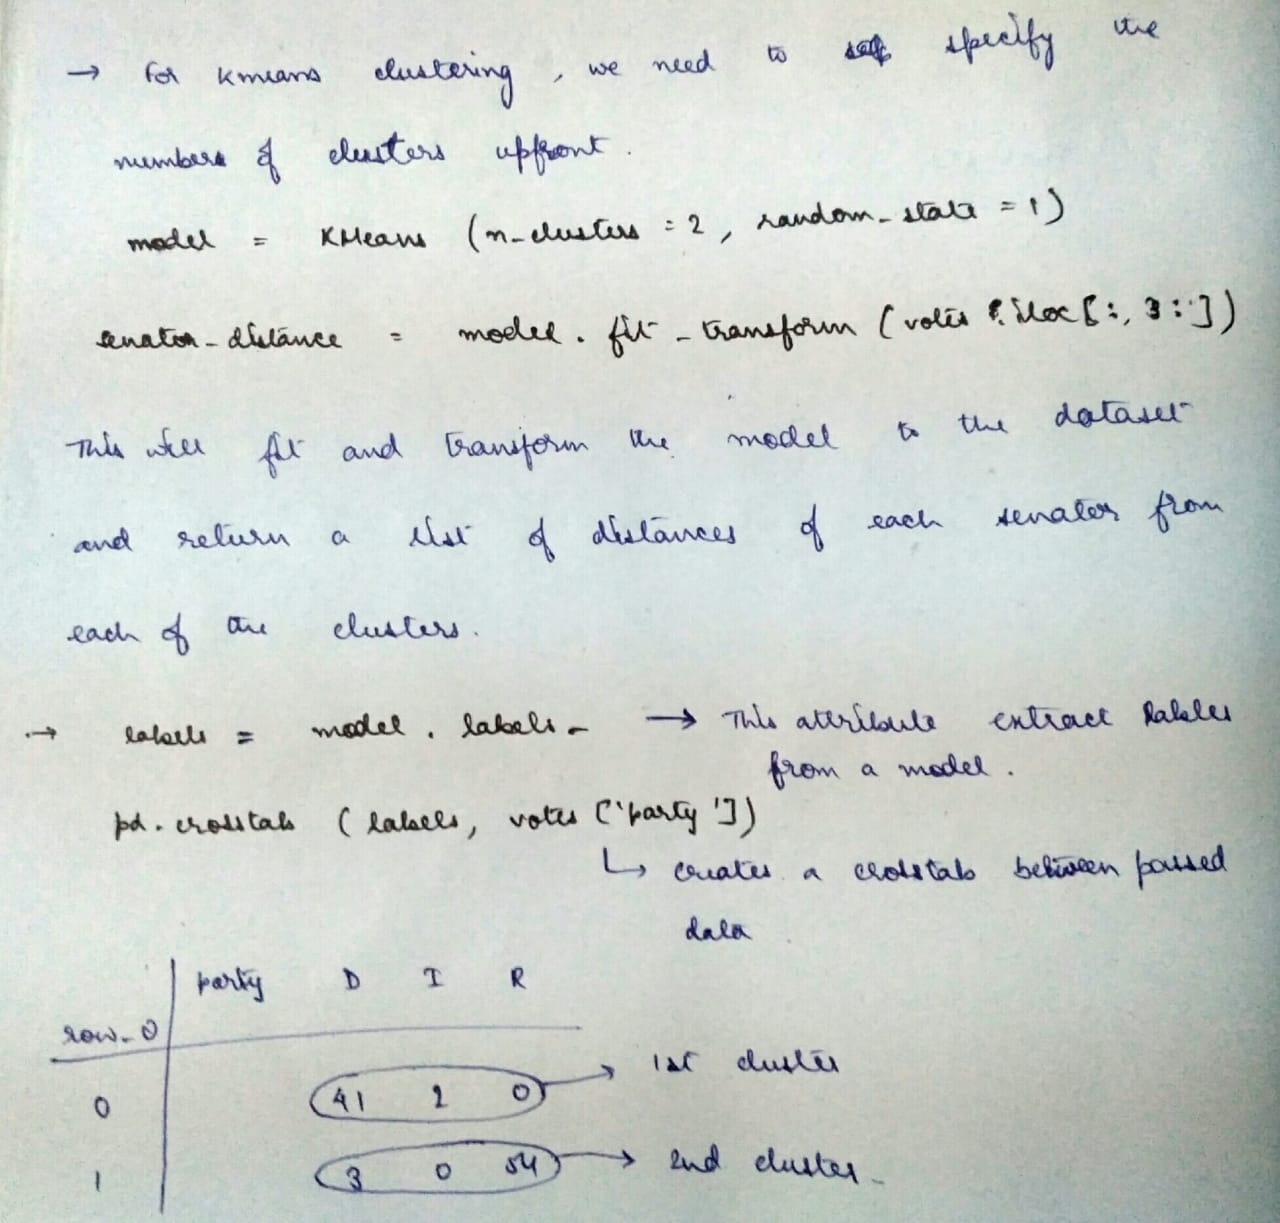 → For kmeans clustering, we need to specify the
numbers of clusters upfront.
model = KMeans (n_clusters = 2, random_state = 1)
senator_distance = model.fit_transform (votes.iloc[:, 3:])
This will fit and transform the model to the dataset
and return a list of distances of each senator from
each of the clusters.
→ labels = model.labels_ → This attribute extract lables
from a model.
pd.crosstab (labels, votes ['party'])
↳ creates a crosstab between passed
data
party D I R
row_0
0 41 2 0 → 1st cluster
1 3 0 54 → 2nd cluster